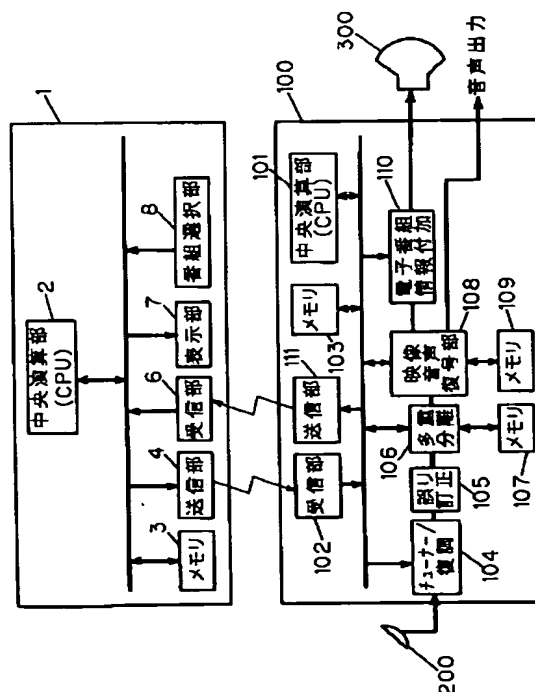 1
2
中央演算部
(CPU)
3
メモリ
4
送信部
6
受信部
7
表示部
8
番組選択部
100
101
中央演算部
(CPU)
102
受信部
111
送信部
メモリ
103
チューナー/
復調
104
誤り
訂正
105
多重
分離
106
メモリ
107
映像
音声
復号部
108
メモリ
109
電子番組
情報付加
110
200
300
音声出力